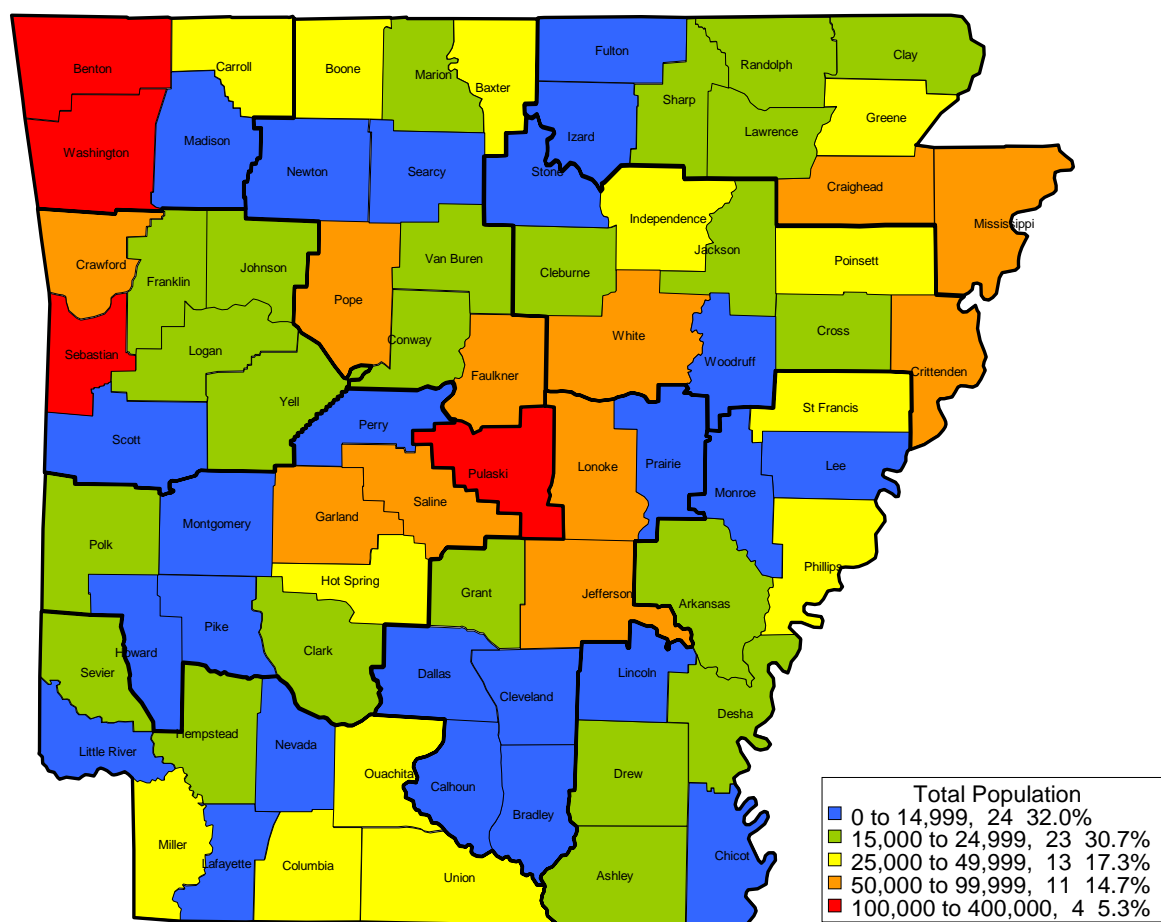 Benton
Carroll
Boone
Marion
Baxter
Fulton
Sharp
Randolph
Clay
Washington
Madison
Newton
Searcy
Stone
Izard
Lawrence
Greene
Crawford
Franklin
Johnson
Pope
Van Buren
Cleburne
Independence
Jackson
Craighead
Poinsett
Mississippi
Sebastian
Logan
Yell
Conway
Faulkner
White
Woodruff
Cross
Crittenden
Scott
Perry
Pulaski
Lonoke
Prairie
Monroe
St Francis
Lee
Polk
Montgomery
Garland
Saline
Hot Spring
Grant
Jefferson
Arkansas
Phillips
Sevier
Howard
Pike
Clark
Dallas
Cleveland
Lincoln
Desha
Little River
Hempstead
Nevada
Ouachita
Calhoun
Bradley
Drew
Miller
Lafayette
Columbia
Union
Ashley
Chicot
Total Population
0 to 14,999, 24 32.0%
15,000 to 24,999, 23 30.7%
25,000 to 49,999, 13 17.3%
50,000 to 99,999, 11 14.7%
100,000 to 400,000, 4 5.3%